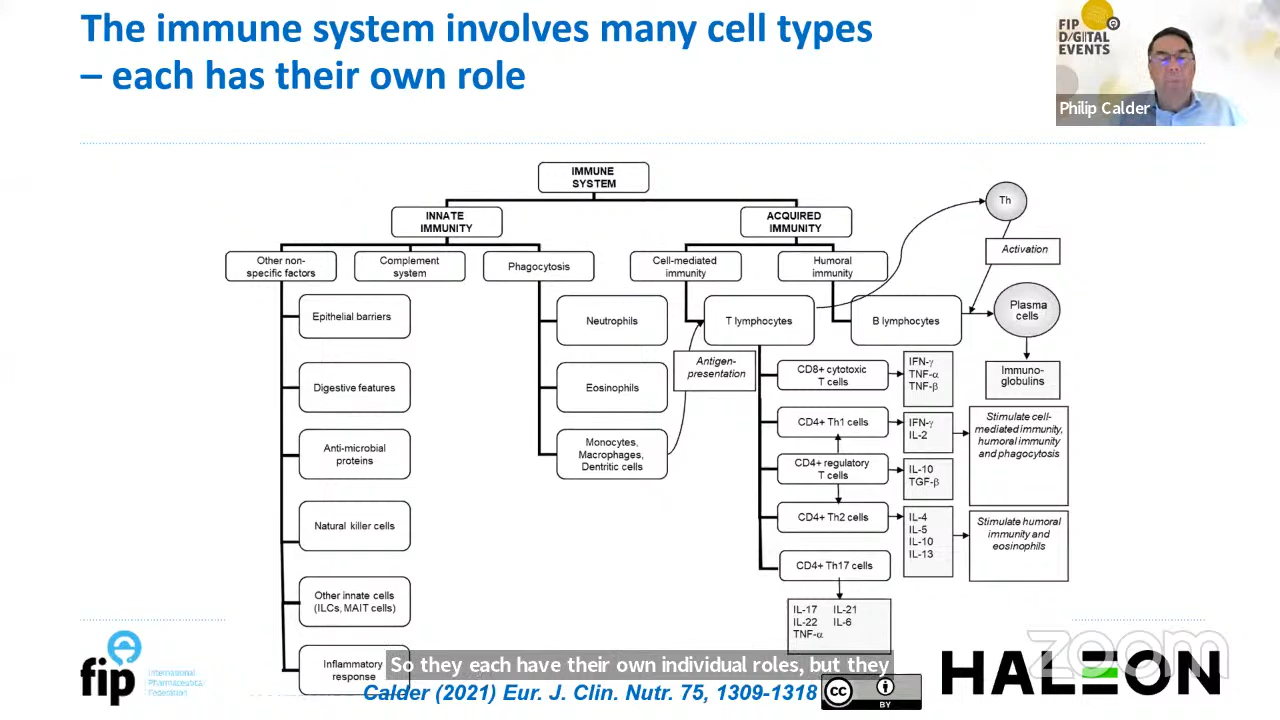 The immune system involves many cell types
– each has their own role
FIP
DIGITAL
EVENTS
Philip Calder
IMMUNE
SYSTEM
INNATE
IMMUNITY
ACQUIRED
IMMUNITY
Th
Activation
Other non-
specific factors
Complement
system
Phagocytosis
Cell-mediated
immunity
Humoral
immunity
Epithelial barriers
Neutrophils
T lymphocytes
B lymphocytes
Plasma
cells
Antigen-
presentation
Immuno-
globulins
Digestive features
Eosinophils
CD8+ cytotoxic
T cells
IFN-γ
TNF-α
TNF-β
Anti-microbial
proteins
Monocytes,
Macrophages,
Dentritic cells
CD4+ Th1 cells
IFN-γ
IL-2
Stimulate cell-
mediated immunity,
humoral immunity
and phagocytosis
CD4+ regulatory
T cells
IL-10
TGF-β
Natural killer cells
CD4+ Th2 cells
IL-4
IL-5
IL-10
IL-13
Stimulate humoral
immunity and
eosinophils
CD4+ Th17 cells
Other innate cells
(ILCs, MAIT cells)
IL-17 IL-21
IL-22 IL-6
TNF-α
Inflammatory
response
So they each have their own individual roles, but they
Calder (2021) Eur. J. Clin. Nutr. 75, 1309-1318
cc
BY
fip
International
Pharmaceutical
Federation
zoom
HALEON